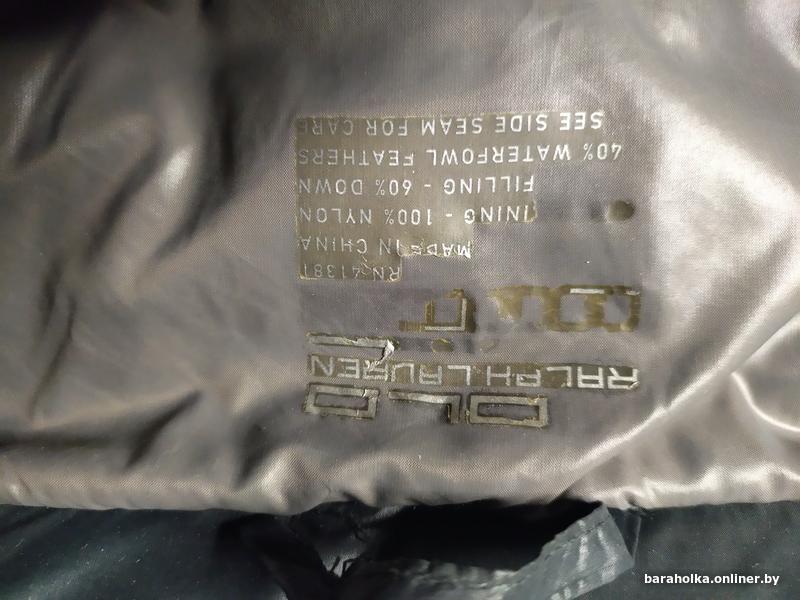 POLO
RALPH LAUREN
RN 41381
MADE IN CHINA
INING - 100% NYLON
FILLING - 60% DOWN
40% WATERFOWL FEATHERS
SEE SIDE SEAM FOR CARE
baraholka.onliner.by